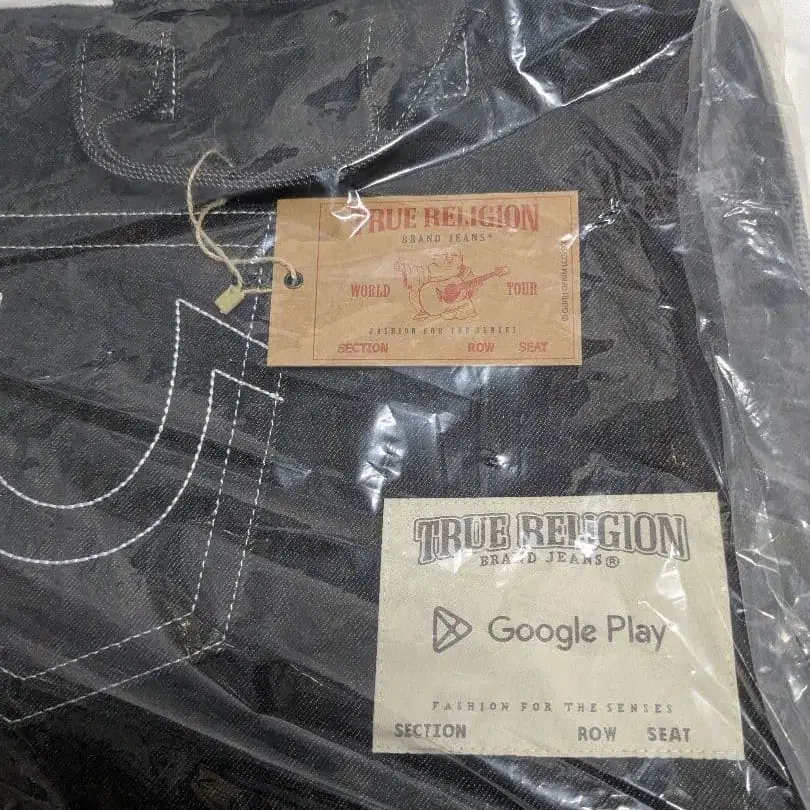 TRUE RELIGION
BRAND JEANS®
WORLD TOUR
FASHION FOR THE SENSES
SECTION ROW SEAT
TRUE RELIGION
BRAND JEANS®
Google Play
FASHION FOR THE SENSES
SECTION ROW SEAT